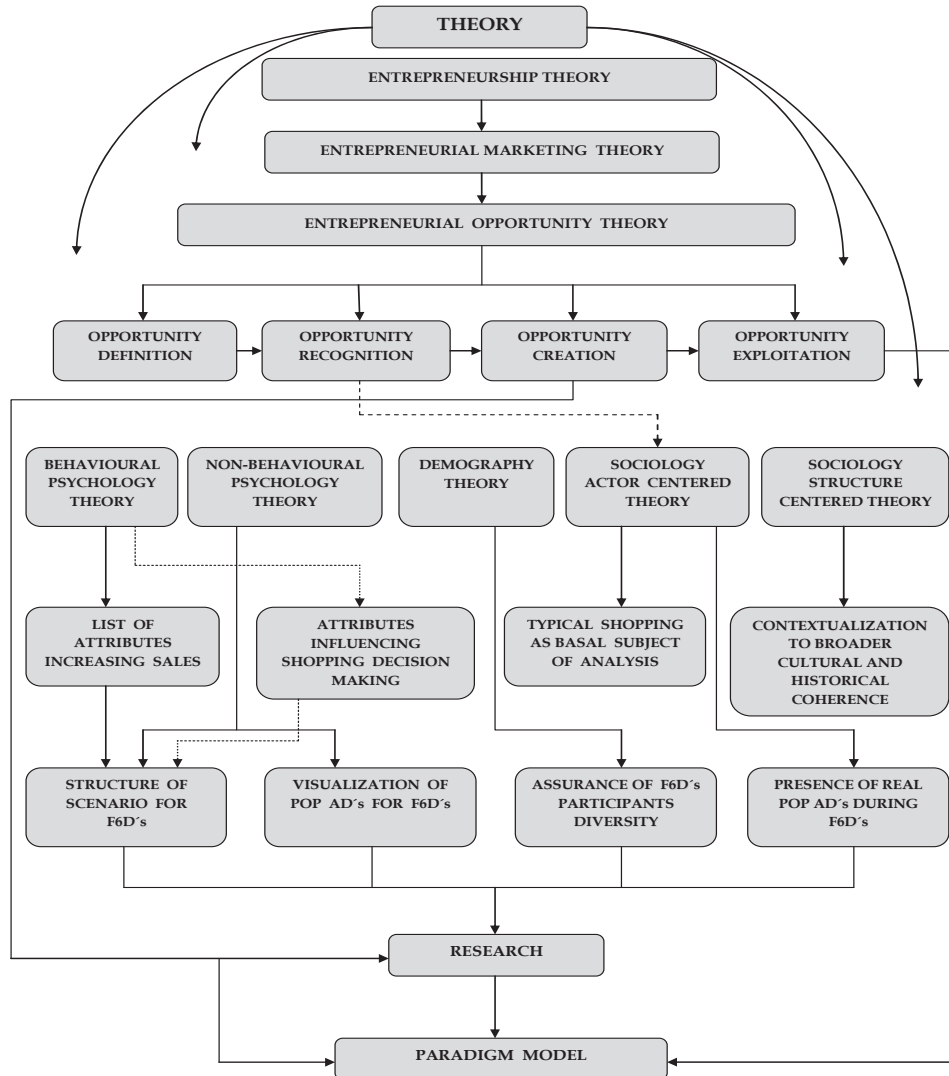 THEORY
ENTREPRENEURSHIP THEORY
ENTREPRENEURIAL MARKETING THEORY
ENTREPRENEURIAL OPPORTUNITY THEORY
OPPORTUNITY
DEFINITION
OPPORTUNITY
RECOGNITION
OPPORTUNITY
CREATION
OPPORTUNITY
EXPLOITATION
BEHAVIOURAL
PSYCHOLOGY
THEORY
NON-BEHAVIOURAL
PSYCHOLOGY
THEORY
DEMOGRAPHY
THEORY
SOCIOLOGY
ACTOR CENTERED
THEORY
SOCIOLOGY
STRUCTURE
CENTERED THEORY
LIST OF
ATTRIBUTES
INCREASING SALES
ATTRIBUTES
INFLUENCING
SHOPPING DECISION
MAKING
TYPICAL SHOPPING
AS BASAL SUBJECT
OF ANALYSIS
CONTEXTUALIZATION
TO BROADER
CULTURAL AND
HISTORICAL
COHERENCE
STRUCTURE OF
SCENARIO FOR
F6D´s
VISUALIZATION OF
POP AD´s FOR F6D´s
ASSURANCE OF F6D´s
PARTICIPANTS
DIVERSITY
PRESENCE OF REAL
POP AD´s DURING
F6D´s
RESEARCH
PARADIGM MODEL